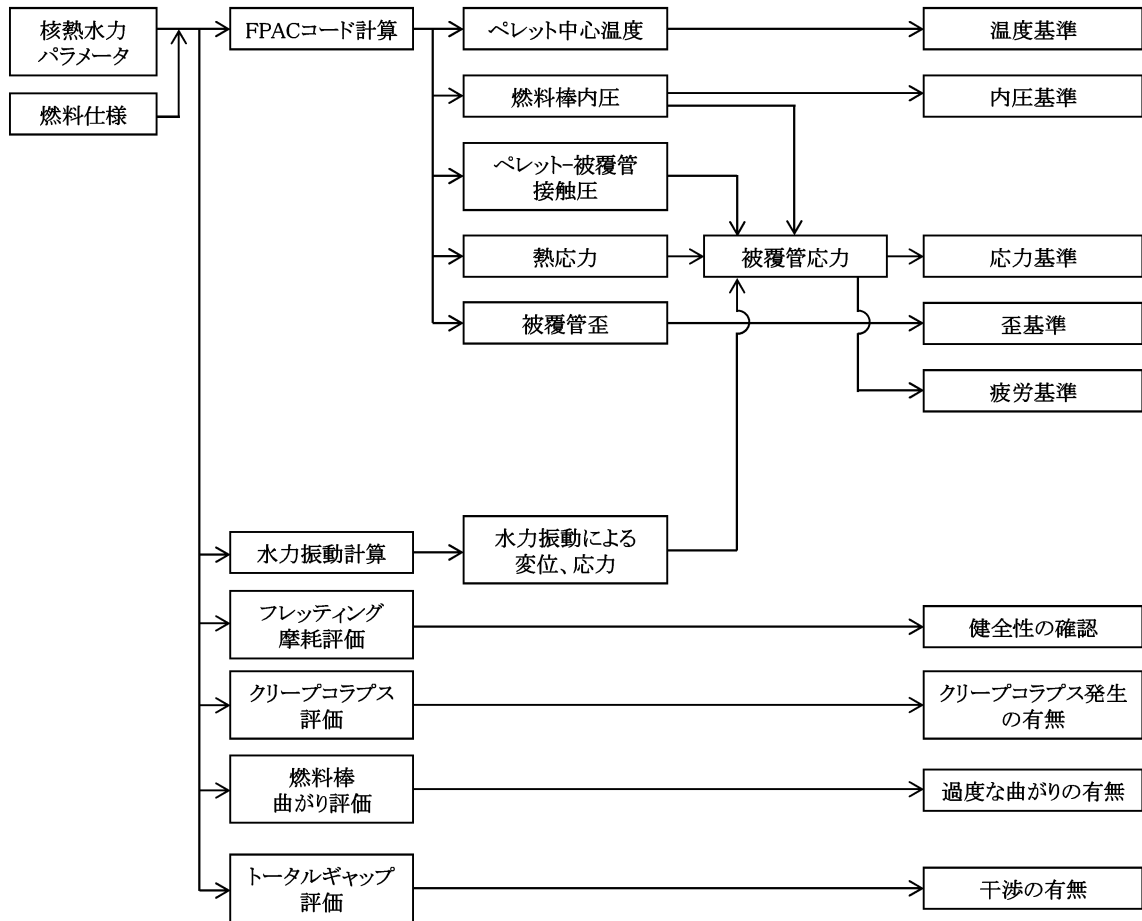 核熱水力
パラメータ
燃料仕様
FPACコード計算
ペレット中心温度
温度基準
燃料棒内圧
内圧基準
ペレット-被覆管
接触圧
熱応力
被覆管応力
応力基準
被覆管歪
歪基準
疲労基準
水力振動計算
水力振動による
変位、応力
フレッティング
摩耗評価
健全性の確認
クリープコラプス
評価
クリープコラプス発生
の有無
燃料棒
曲がり評価
過度な曲がりの有無
トータルギャップ
評価
干渉の有無